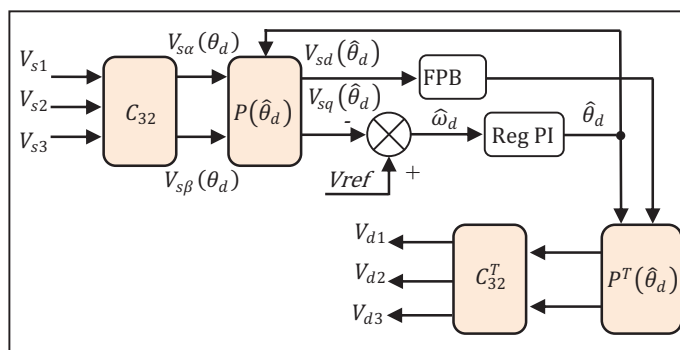 V_{s1}
V_{s2}
V_{s3}
C_{32}
V_{sα}(θ_d)
V_{sβ}(θ_d)
P(θ̂_d)
V_{sd}(θ̂_d)
V_{sq}(θ̂_d)
FPB
-
+
Vref
ω̂_d
Reg PI
θ̂_d
V_{d1}
V_{d2}
V_{d3}
C_{32}^T
P^T(θ̂_d)